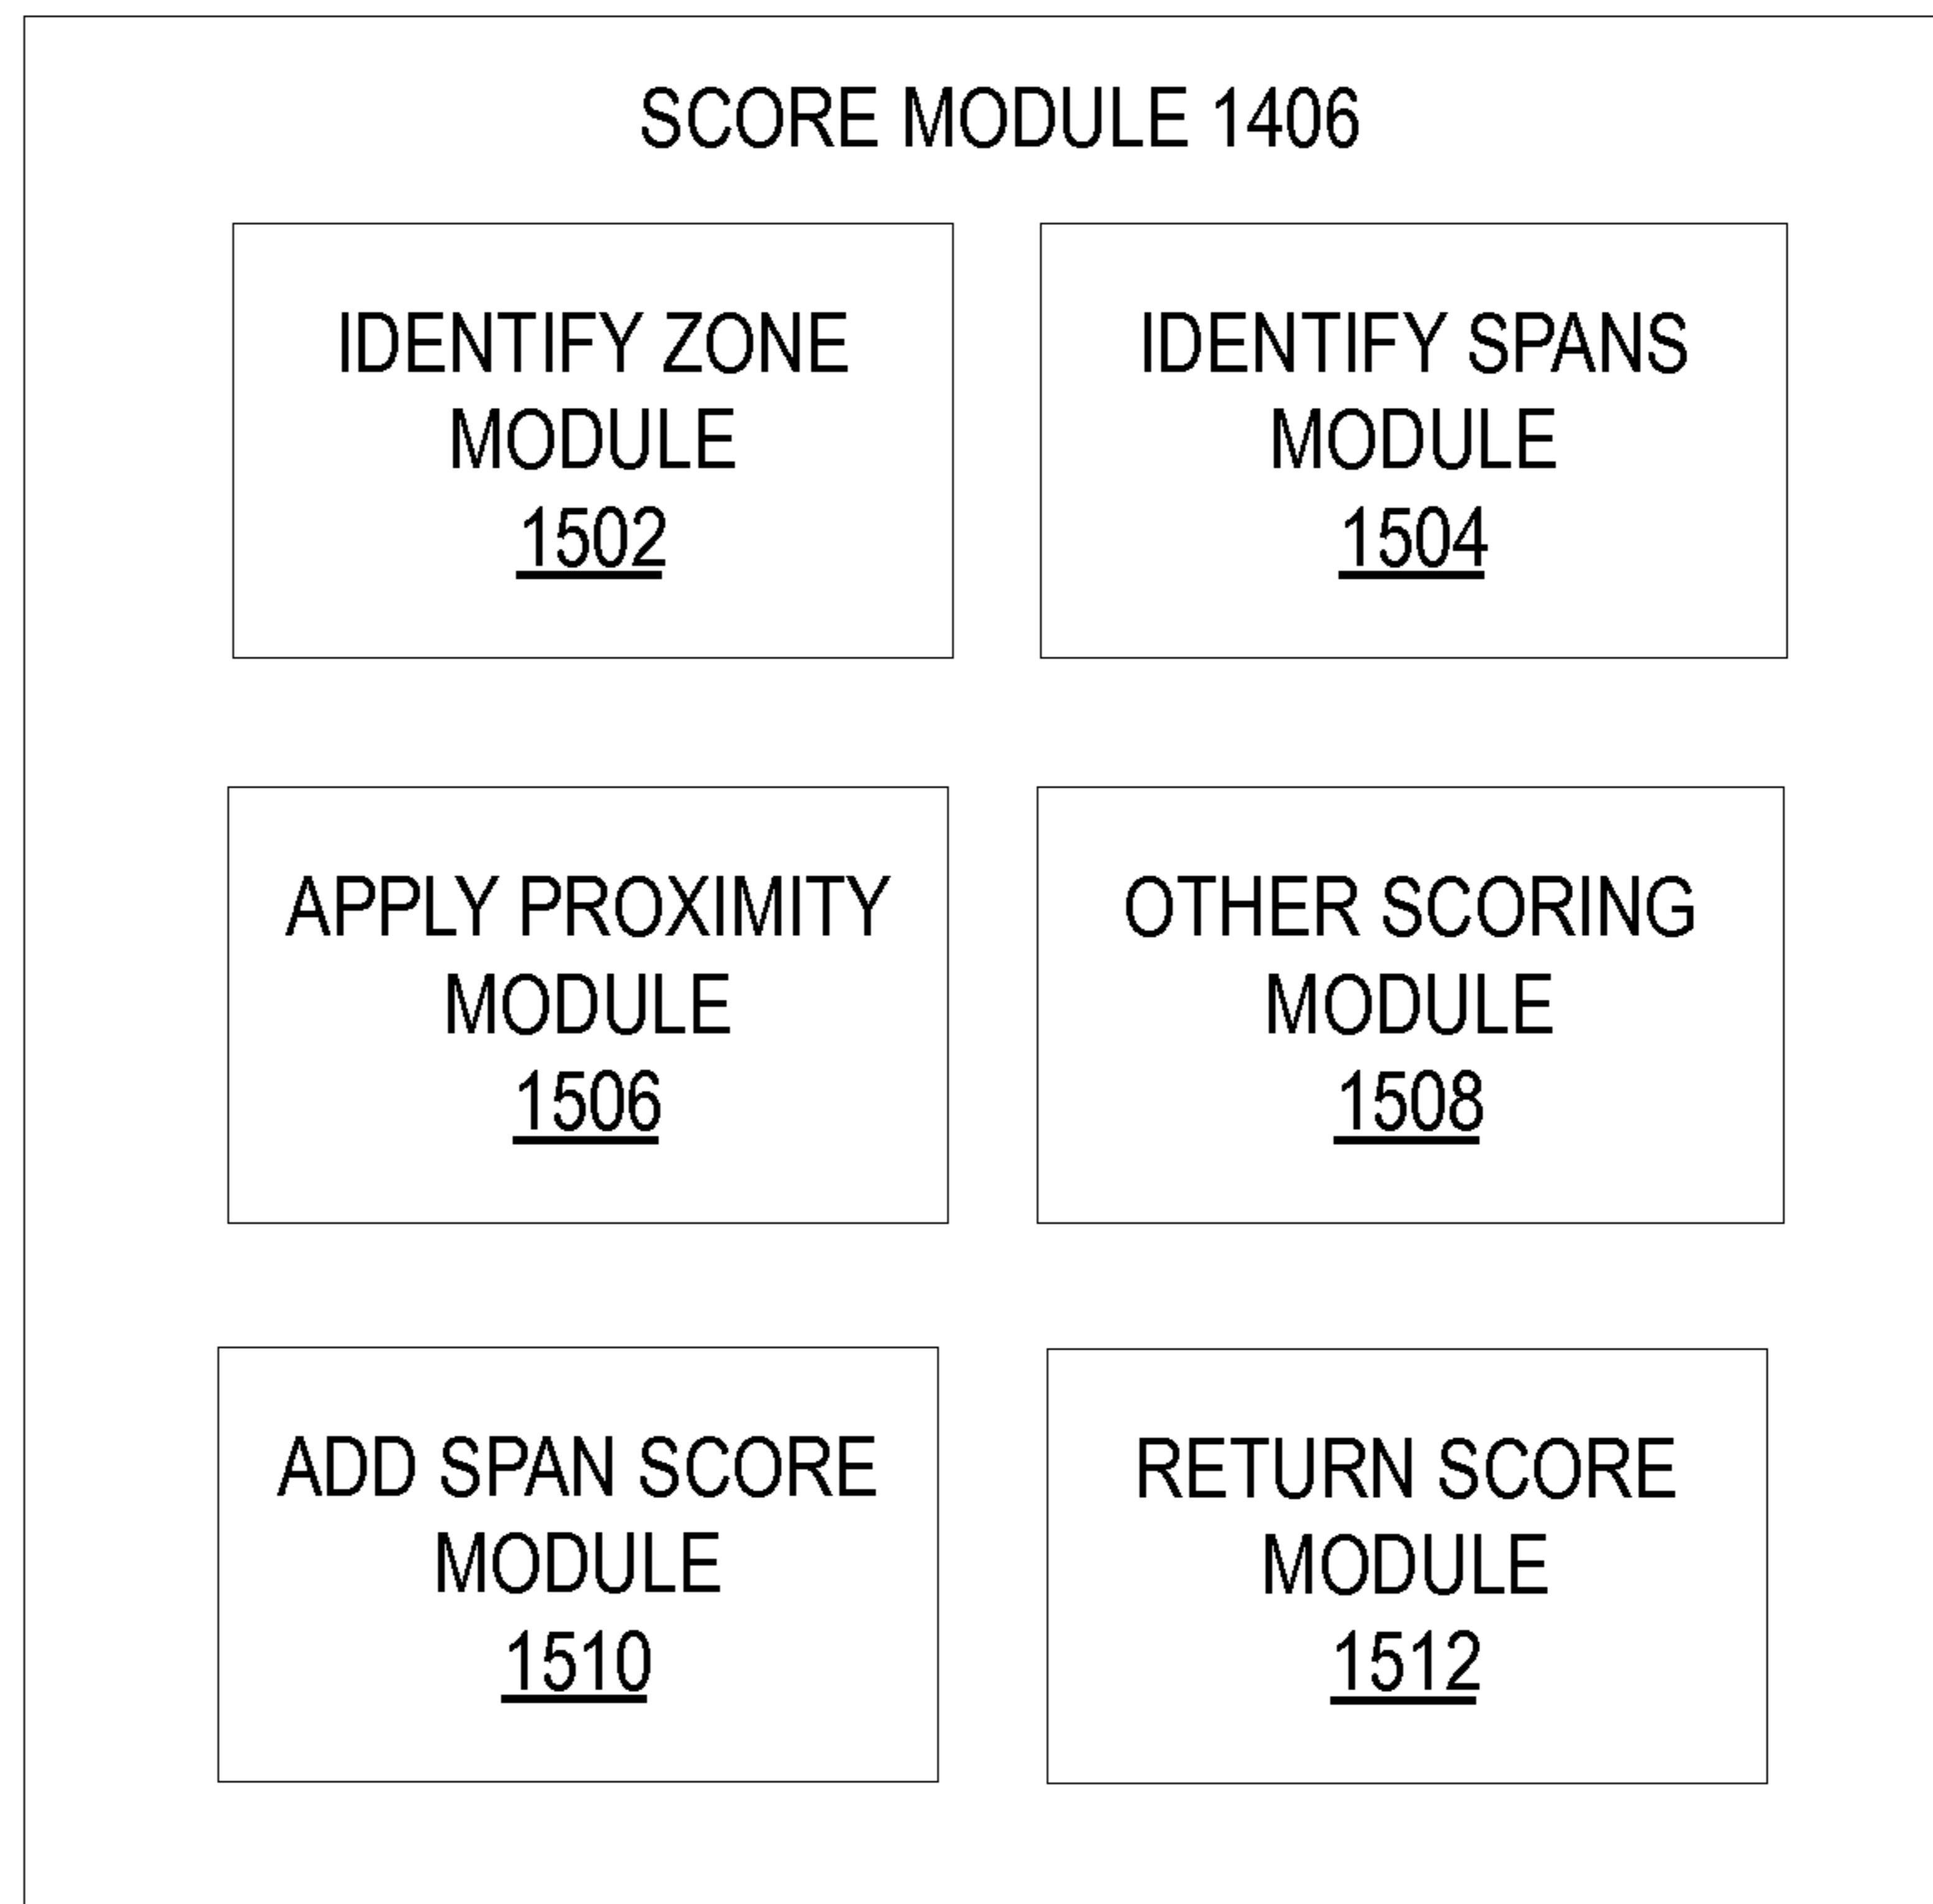 SCORE MODULE 1406
IDENTIFY ZONE
MODULE
1502
IDENTIFY SPANS
MODULE
1504
APPLY PROXIMITY
MODULE
1506
OTHER SCORING
MODULE
1508
ADD SPAN SCORE
MODULE
1510
RETURN SCORE
MODULE
1512